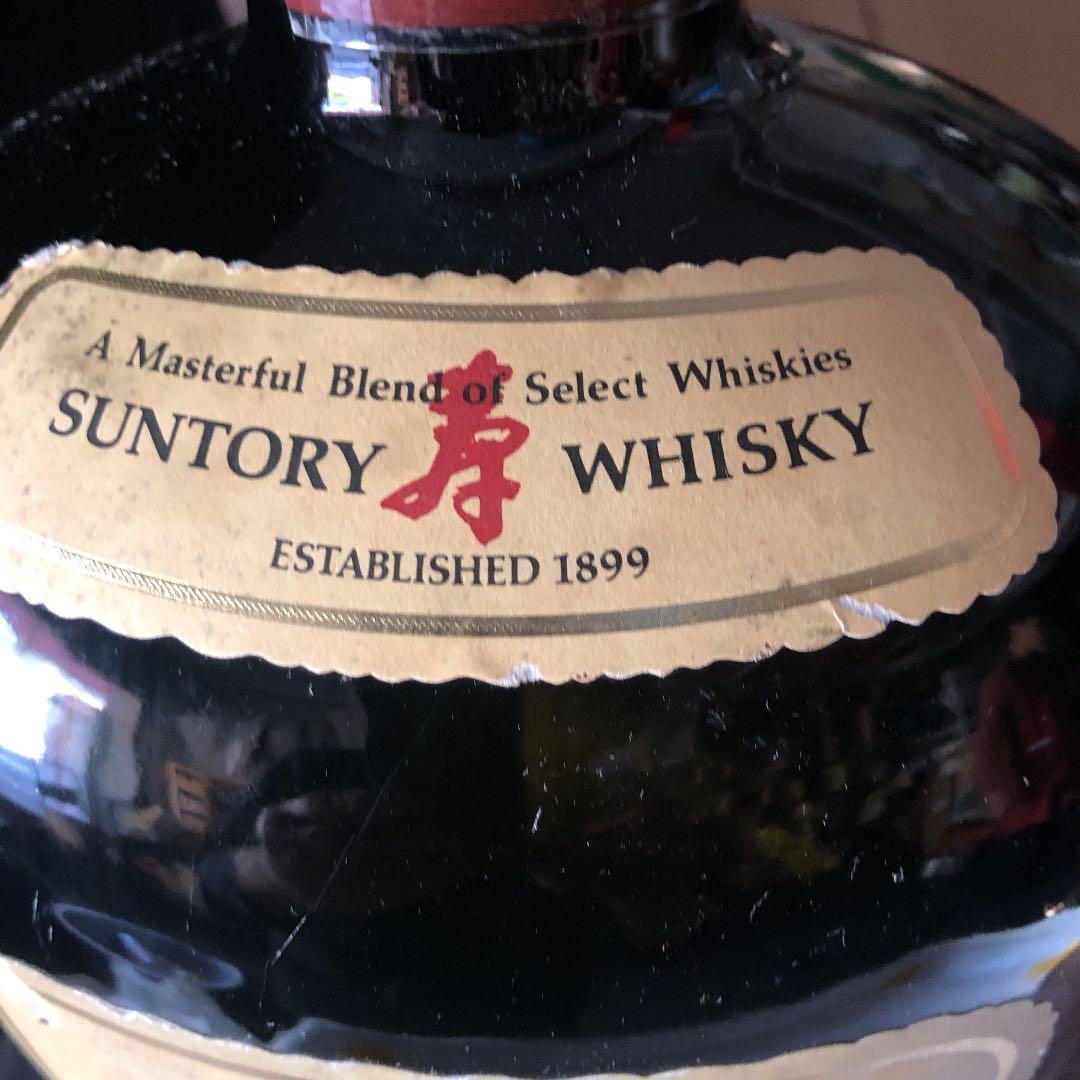 A Masterful Blend of Select Whiskies
SUNTORY 寿 WHISKY
ESTABLISHED 1899